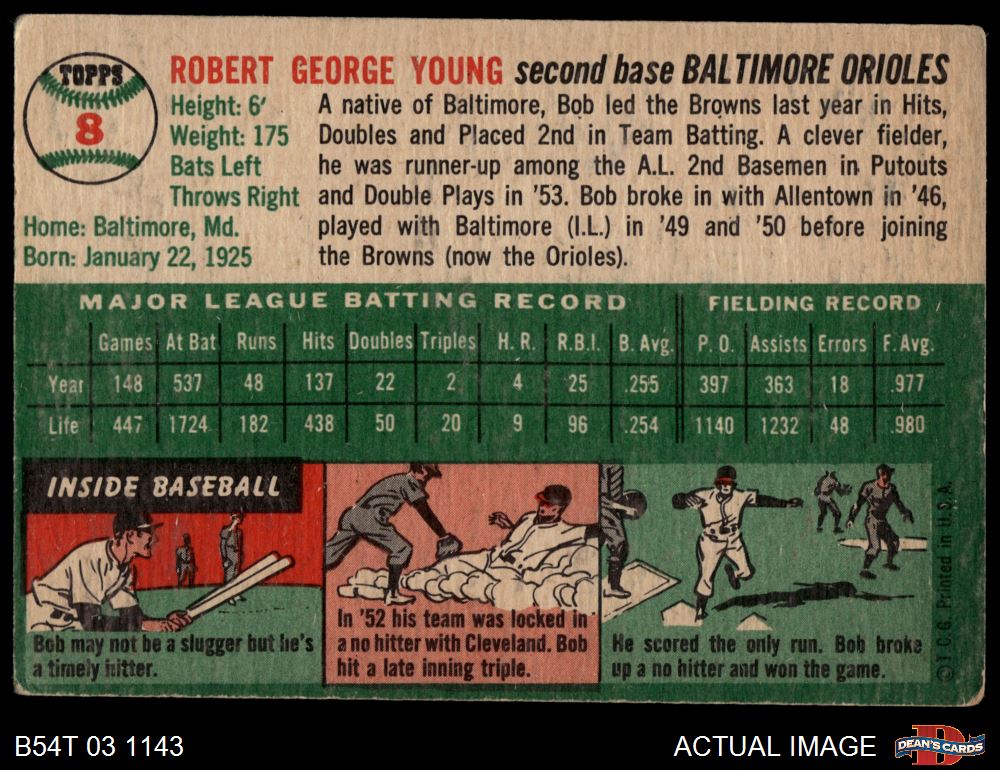 TOPPS
8
ROBERT GEORGE YOUNG second base BALTIMORE ORIOLES
Height: 6'
Weight: 175
Bats Left
Throws Right
Home: Baltimore, Md.
Born: January 22, 1925
A native of Baltimore, Bob led the Browns last year in Hits,
Doubles and Placed 2nd in Team Batting. A clever fielder,
he was runner-up among the A.L. 2nd Basemen in Putouts
and Double Plays in '53. Bob broke in with Allentown in '46,
played with Baltimore (I.L.) in '49 and '50 before joining
the Browns (now the Orioles).
MAJOR LEAGUE BATTING RECORD FIELDING RECORD
Games At Bat Runs Hits Doubles Triples H. R. R.B.I. B. Avg. P. O. Assists Errors F. Avg.
Year 148 537 48 137 22 2 4 25 .255 397 363 18 .977
Life 447 1724 182 438 50 20 9 96 .254 1140 1232 48 .980
INSIDE BASEBALL
Bob may not be a slugger but he's
a timely hitter.
In '52 his team was locked in
a no hitter with Cleveland. Bob
hit a late inning triple.
He scored the only run. Bob broke
up a no hitter and won the game.
© T.C.G. Printed in U.S.A.
B54T 03 1143
ACTUAL IMAGE
DEAN'S CARDS